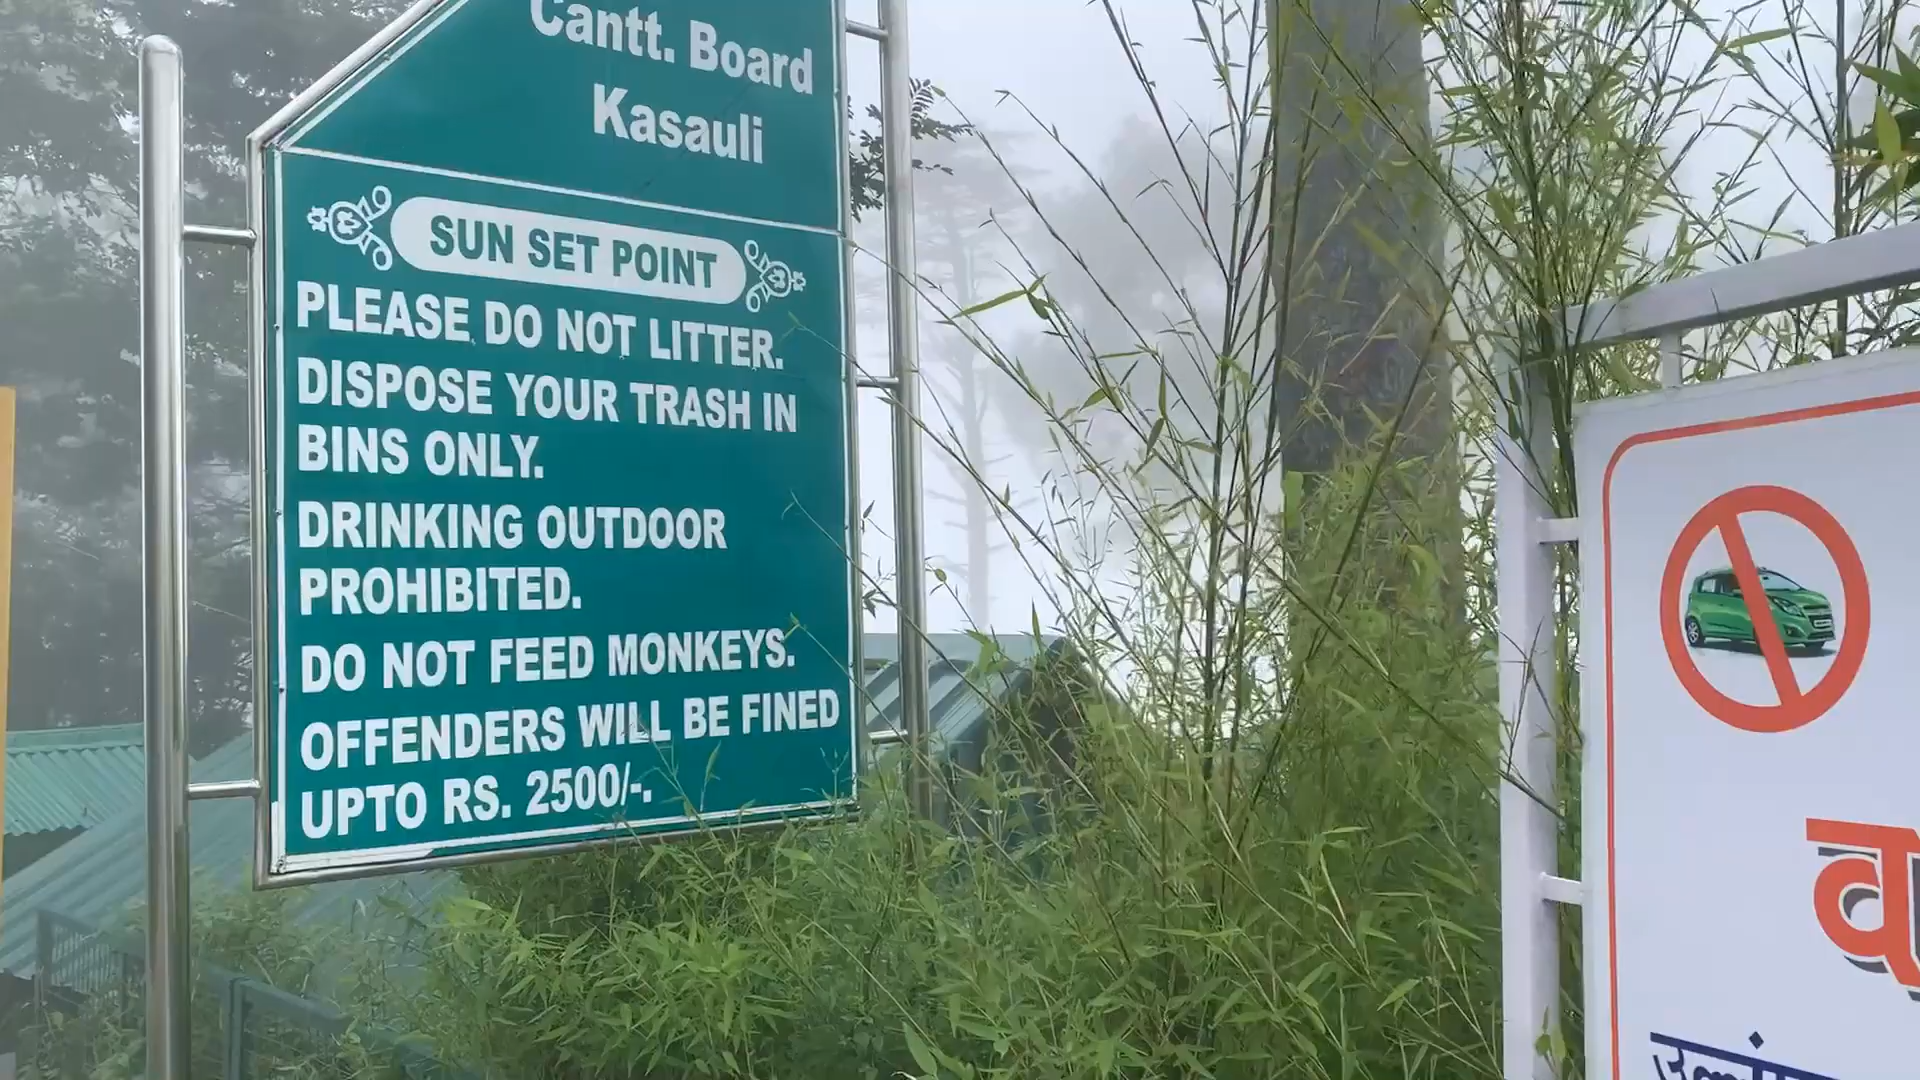 Cantt. Board
Kasauli
SUN SET POINT
PLEASE DO NOT LITTER.
DISPOSE YOUR TRASH IN
BINS ONLY.
DRINKING OUTDOOR
PROHIBITED.
DO NOT FEED MONKEYS.
OFFENDERS WILL BE FINED
UPTO RS. 2500/-.